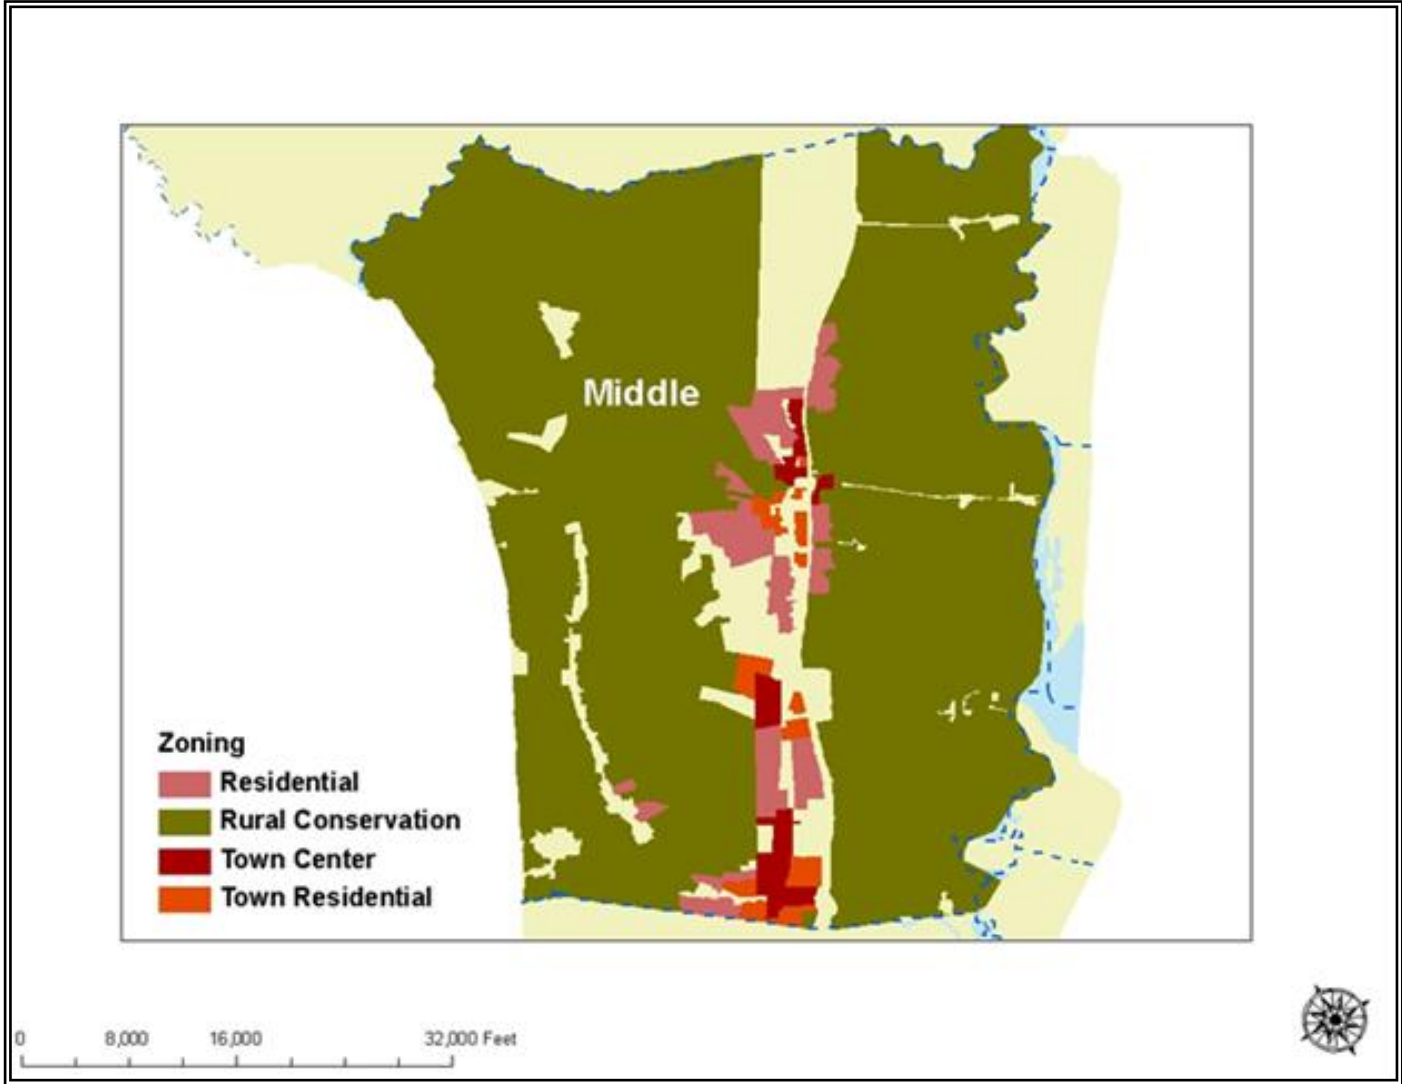 Middle
Zoning
Residential
Rural Conservation
Town Center
Town Residential
0 8,000 16,000 32,000 Feet